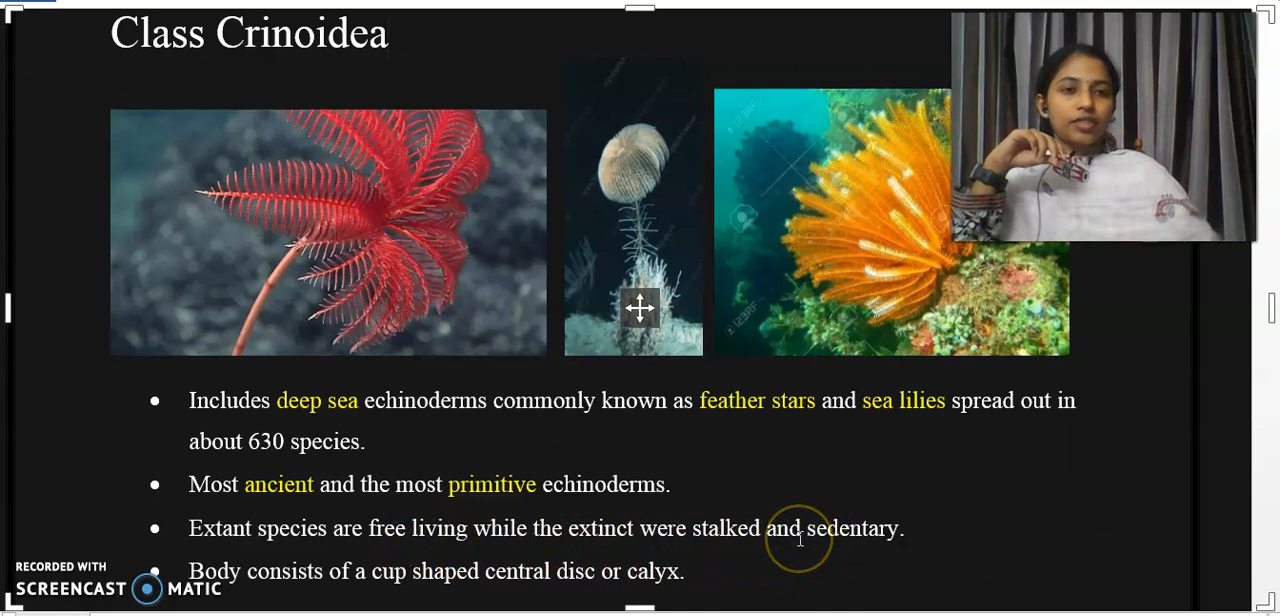 Class Crinoidea
123RF
123RF
Includes deep sea echinoderms commonly known as feather stars and sea lilies spread out in
about 630 species.
Most ancient and the most primitive echinoderms.
Extant species are free living while the extinct were stalked and sedentary.
Body consists of a cup shaped central disc or calyx.
RECORDED WITH
SCREENCAST MATIC